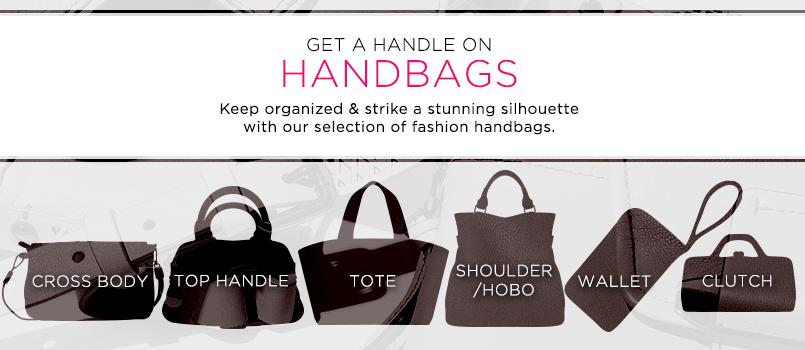 GET A HANDLE ON
HANDBAGS
Keep organized & strike a stunning silhouette
with our selection of fashion handbags.
CROSS BODY
TOP HANDLE
TOTE
SHOULDER
/HOBO
WALLET
CLUTCH